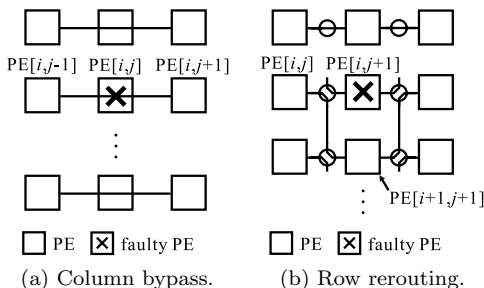 PE[i,j-1] PE[i,j] PE[i,j+1]
PE[i,j] PE[i,j+1]
PE[i+1,j+1]
PE faulty PE
PE faulty PE
(a) Column bypass.
(b) Row rerouting.